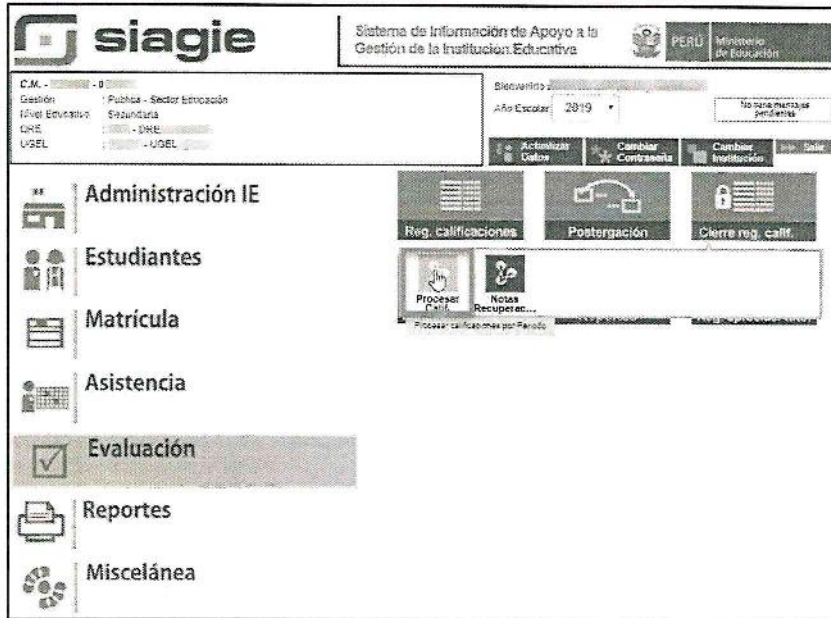 siagie
Sistema de Información de Apoyo a la
Gestión de la Institución Educativa
PERÚ
Ministerio
de Educación
C.M. -
Gestión : Publica - Sector Educación
Nivel Educativo : Secundaria
DRE : - DRE
UGEL : - UGEL
Bienvenido
Año Escolar 2019
No tiene mensajes
pendientes
Actualizar
Datos
Cambiar
Contraseña
Cambiar
Institución
Salir
Administración IE
Estudiantes
Matrícula
Asistencia
Evaluación
Reportes
Miscelánea
Reg. calificaciones
Postergación
Cierre reg. calif.
Procesar
Calif.
Notas
Recuperac...
Procesar calificaciones por Periodo